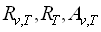 R_{v,T}, R_T, A_{v,T}